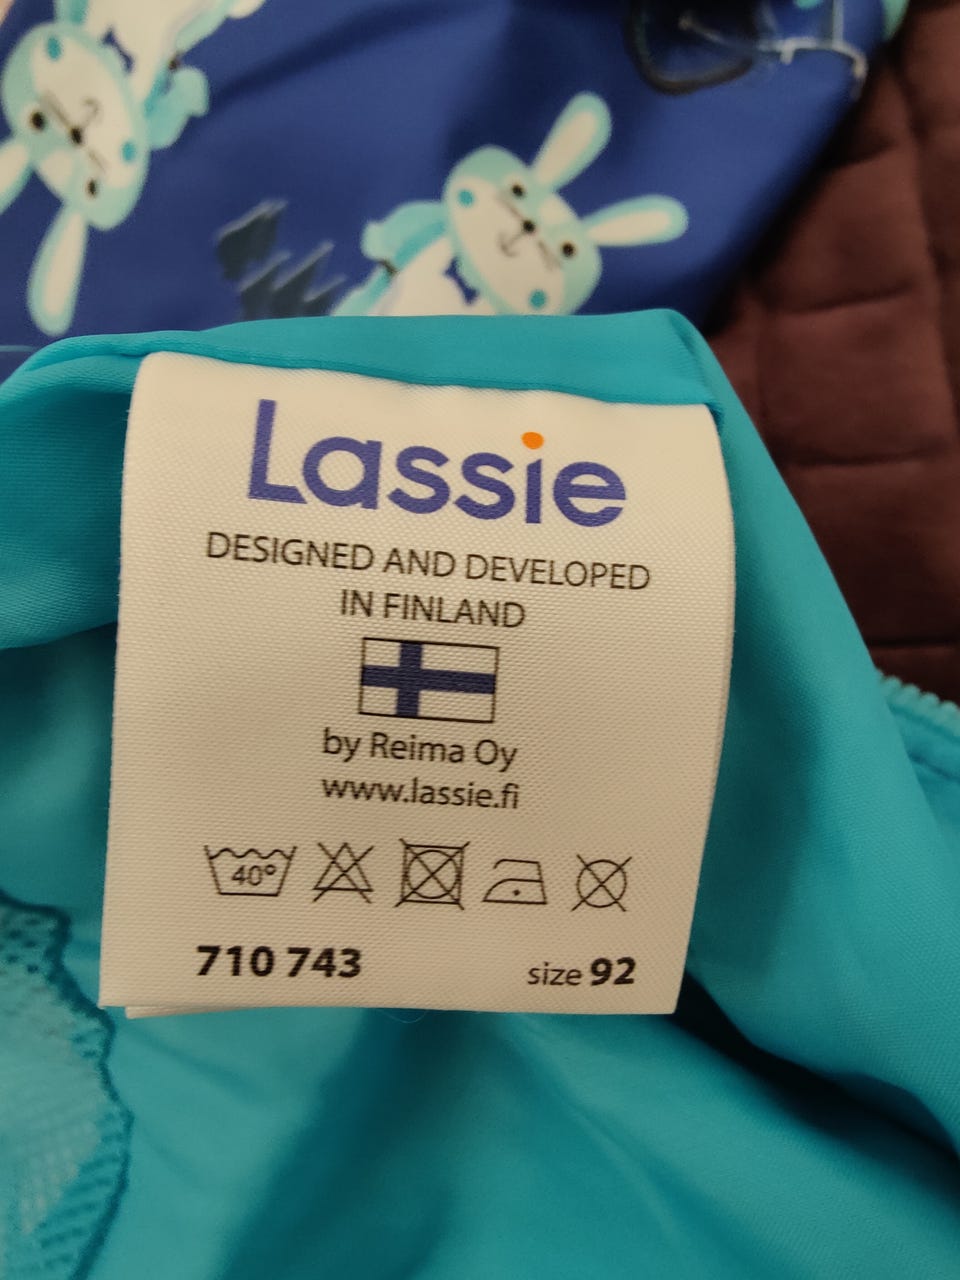 Lassie
DESIGNED AND DEVELOPED
IN FINLAND
by Reima Oy
www.lassie.fi
40°
710 743
size 92